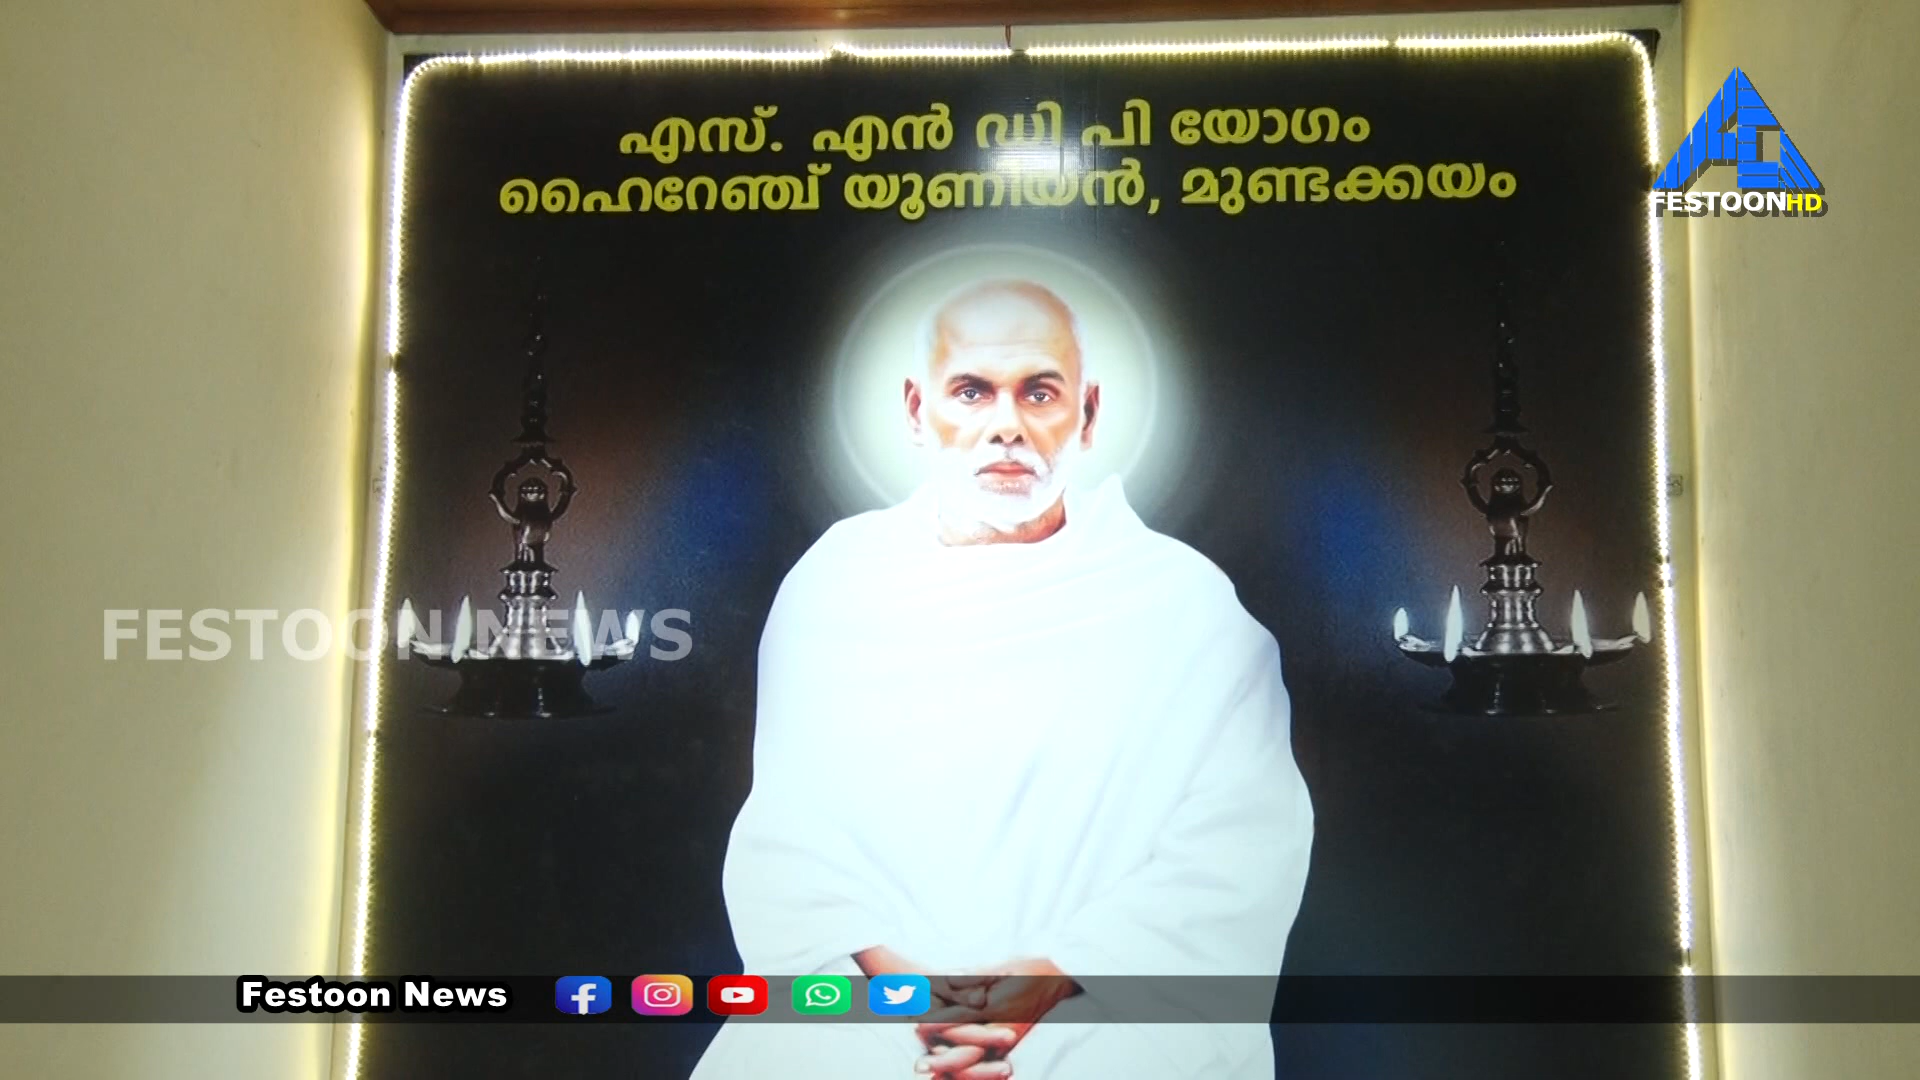 എസ്. എൻ ഡി പി യോഗം
ഹൈറേഞ്ച് യൂണിയൻ, മുണ്ടക്കയം
FESTOONHD
FESTOON NEWS
Festoon News